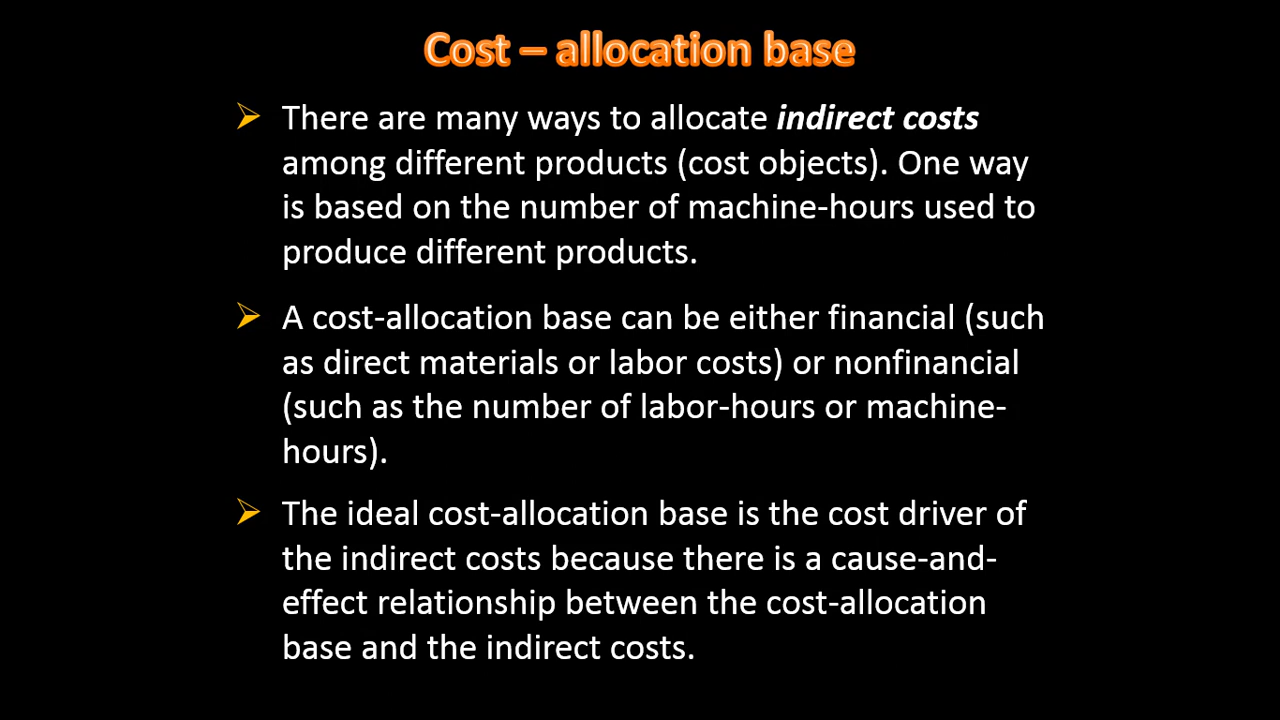 Cost – allocation base
➢ There are many ways to allocate indirect costs
among different products (cost objects). One way
is based on the number of machine-hours used to
produce different products.
➢ A cost-allocation base can be either financial (such
as direct materials or labor costs) or nonfinancial
(such as the number of labor-hours or machine-
hours).
➢ The ideal cost-allocation base is the cost driver of
the indirect costs because there is a cause-and-
effect relationship between the cost-allocation
base and the indirect costs.